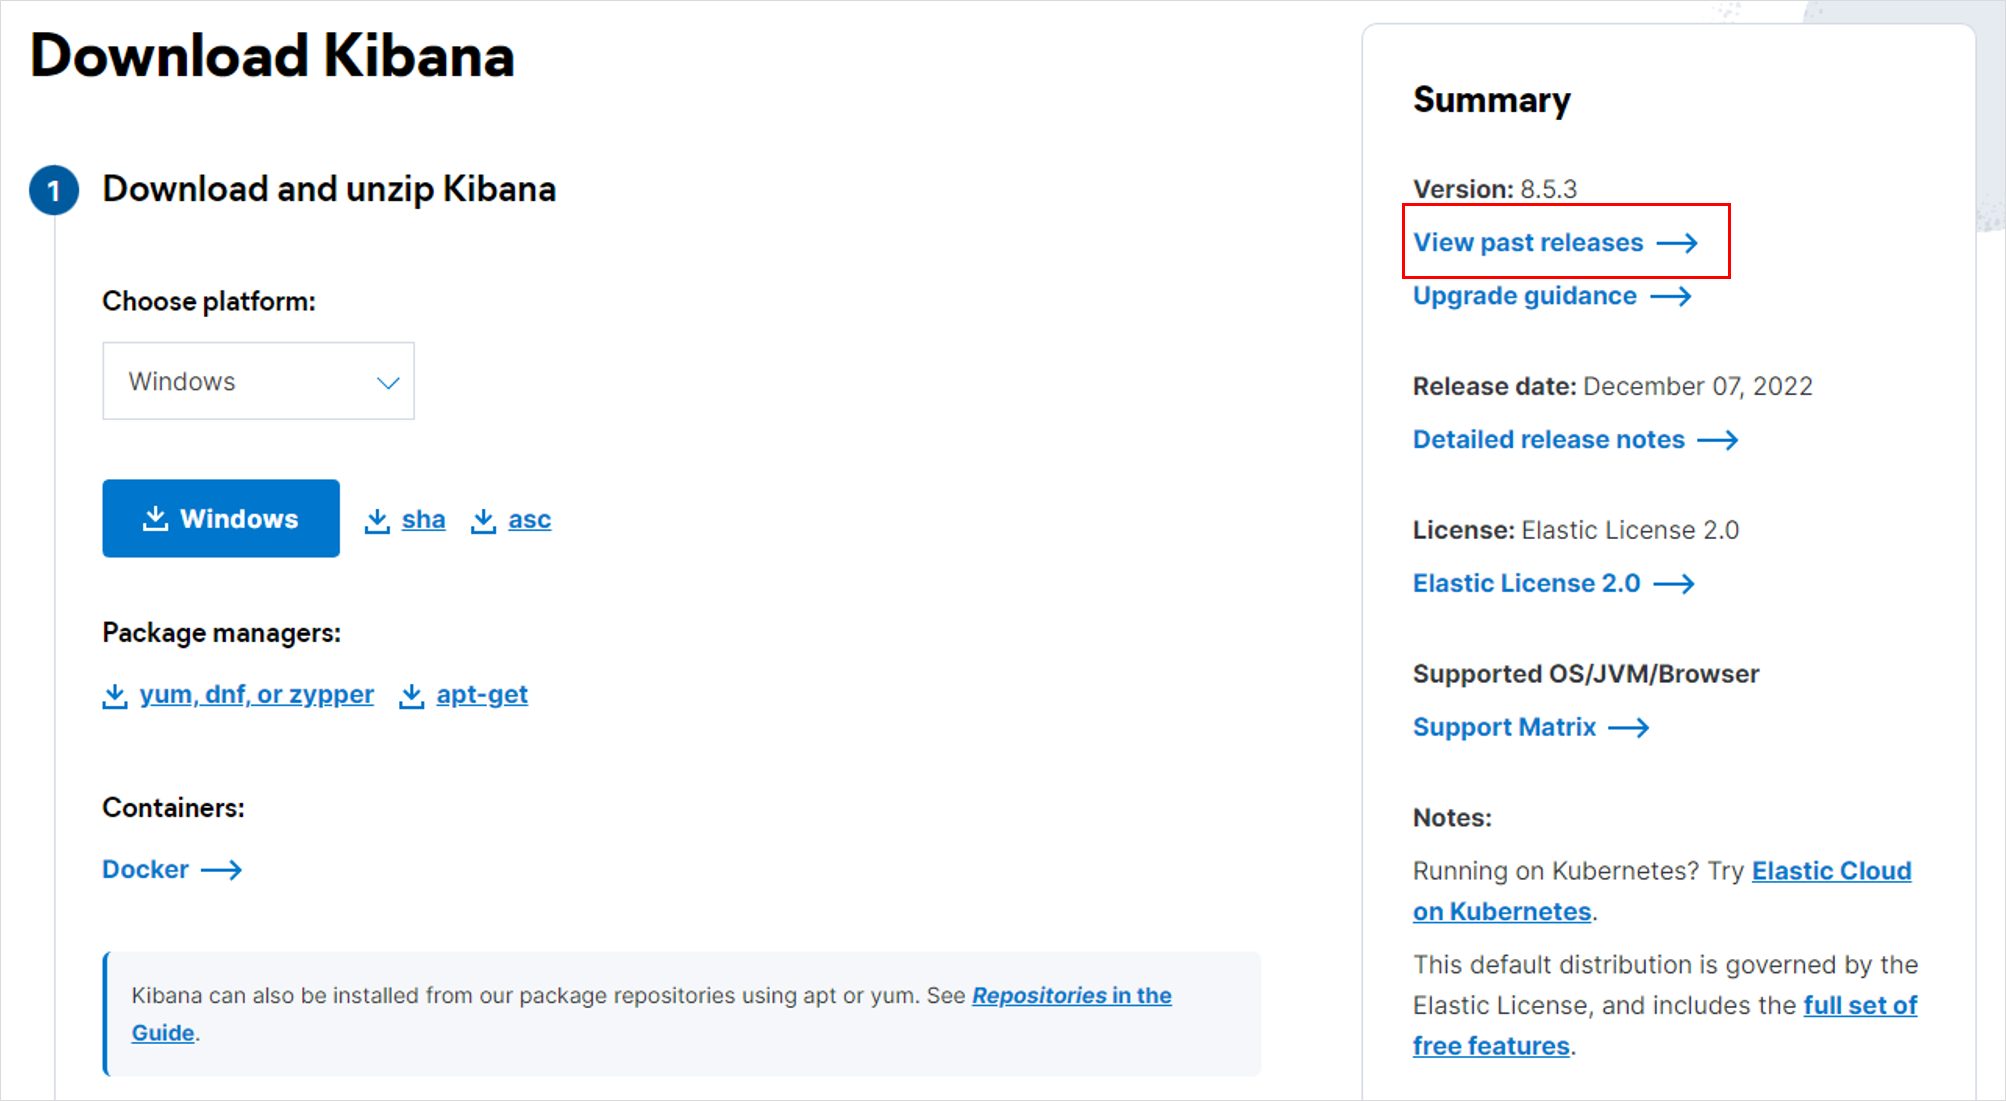 Download Kibana
1 Download and unzip Kibana
Choose platform:
Windows
Windows sha asc
Package managers:
yum, dnf, or zypper apt-get
Containers:
Docker
Kibana can also be installed from our package repositories using apt or yum. See Repositories in the
Guide.
Summary
Version: 8.5.3
View past releases
Upgrade guidance
Release date: December 07, 2022
Detailed release notes
License: Elastic License 2.0
Elastic License 2.0
Supported OS/JVM/Browser
Support Matrix
Notes:
Running on Kubernetes? Try Elastic Cloud
on Kubernetes.
This default distribution is governed by the
Elastic License, and includes the full set of
free features.